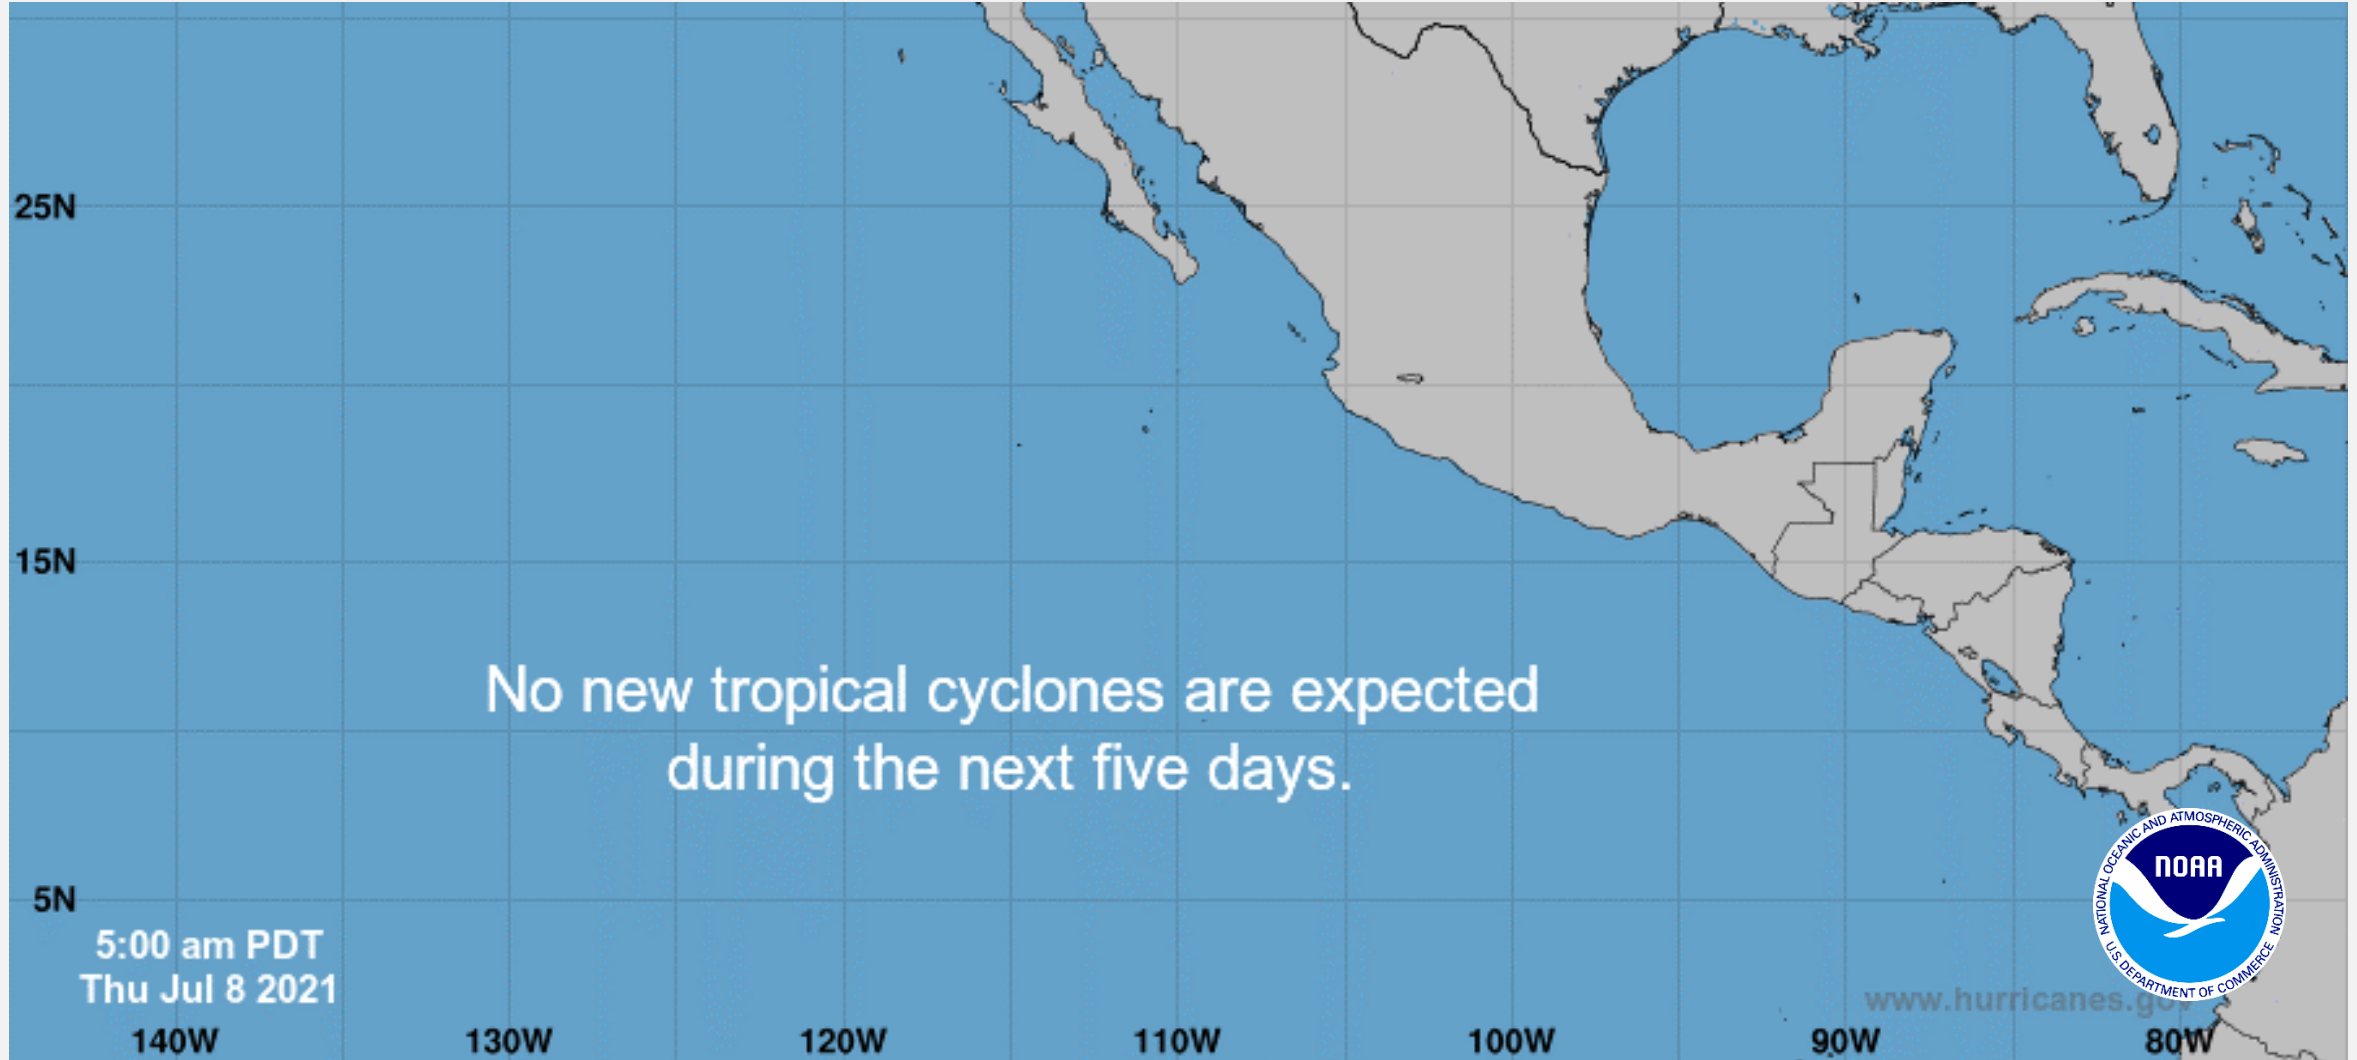 25N
15N
No new tropical cyclones are expected
during the next five days.
5N
NATIONAL OCEANIC AND ATMOSPHERIC ADMINISTRATION
NOAA
U.S. DEPARTMENT OF COMMERCE
5:00 am PDT
Thu Jul 8 2021
www.hurricanes.gov
140W 130W 120W 110W 100W 90W 80W